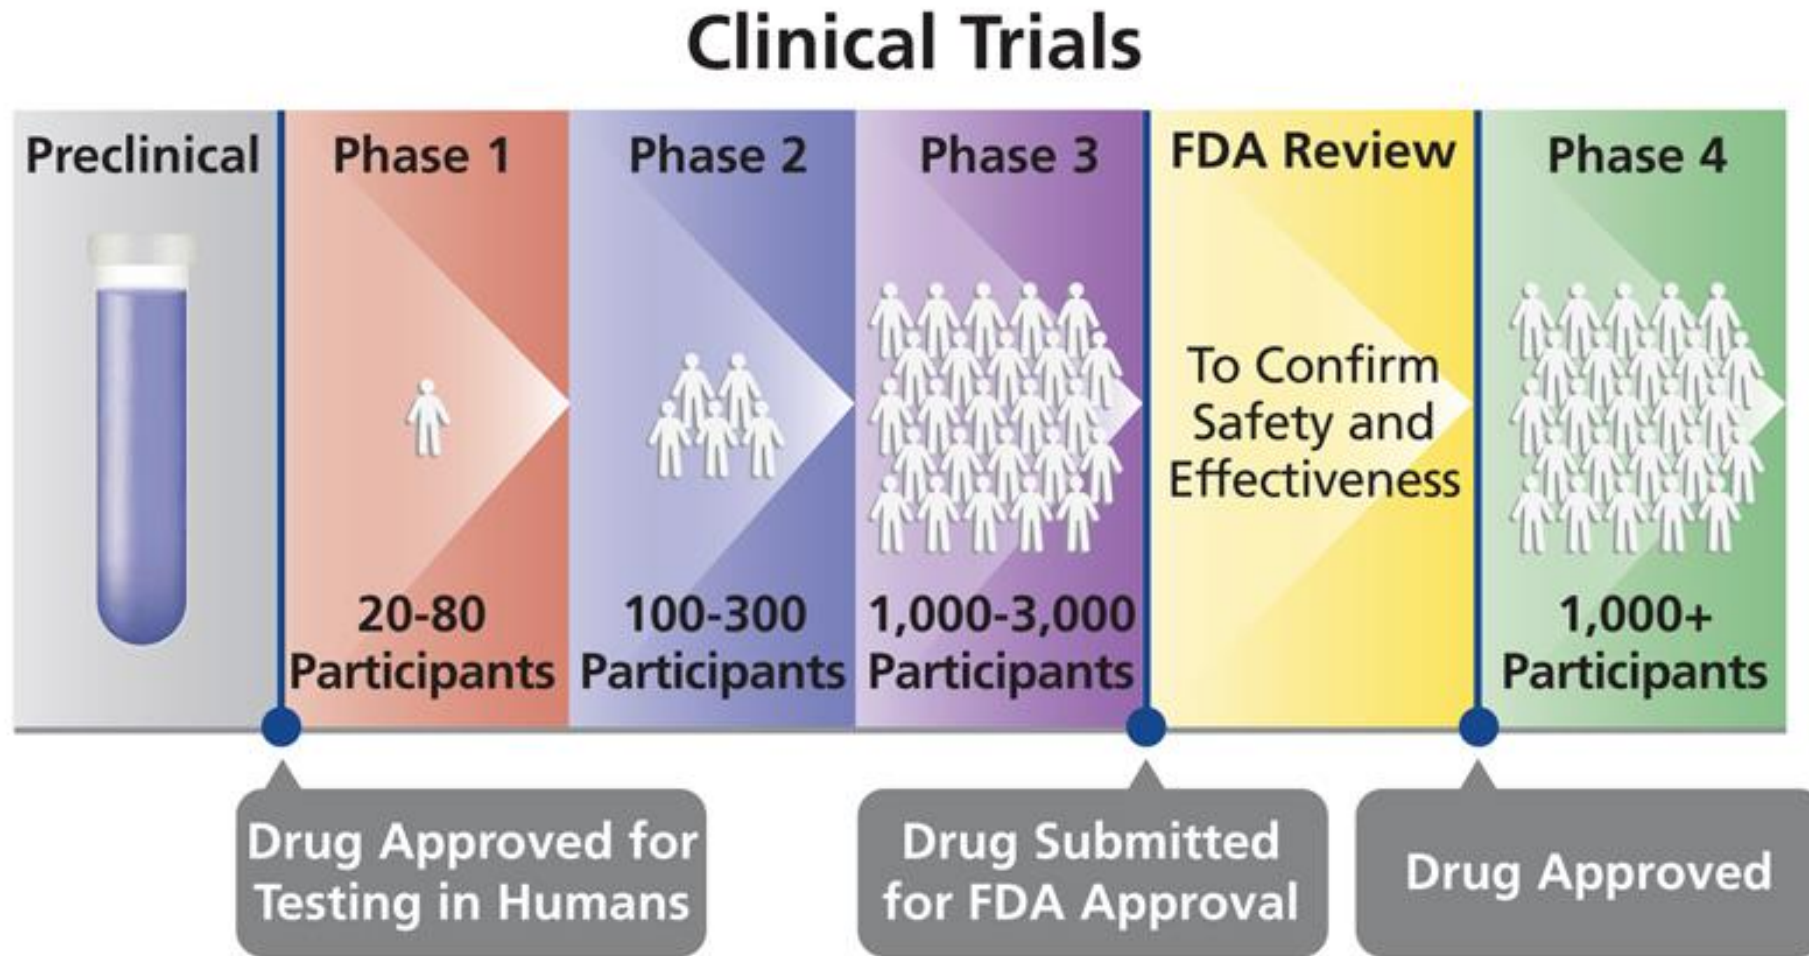 Clinical Trials
Preclinical
Phase 1
20-80
Participants
Phase 2
100-300
Participants
Phase 3
1,000-3,000
Participants
FDA Review
To Confirm
Safety and
Effectiveness
Phase 4
1,000+
Participants
Drug Approved for
Testing in Humans
Drug Submitted
for FDA Approval
Drug Approved